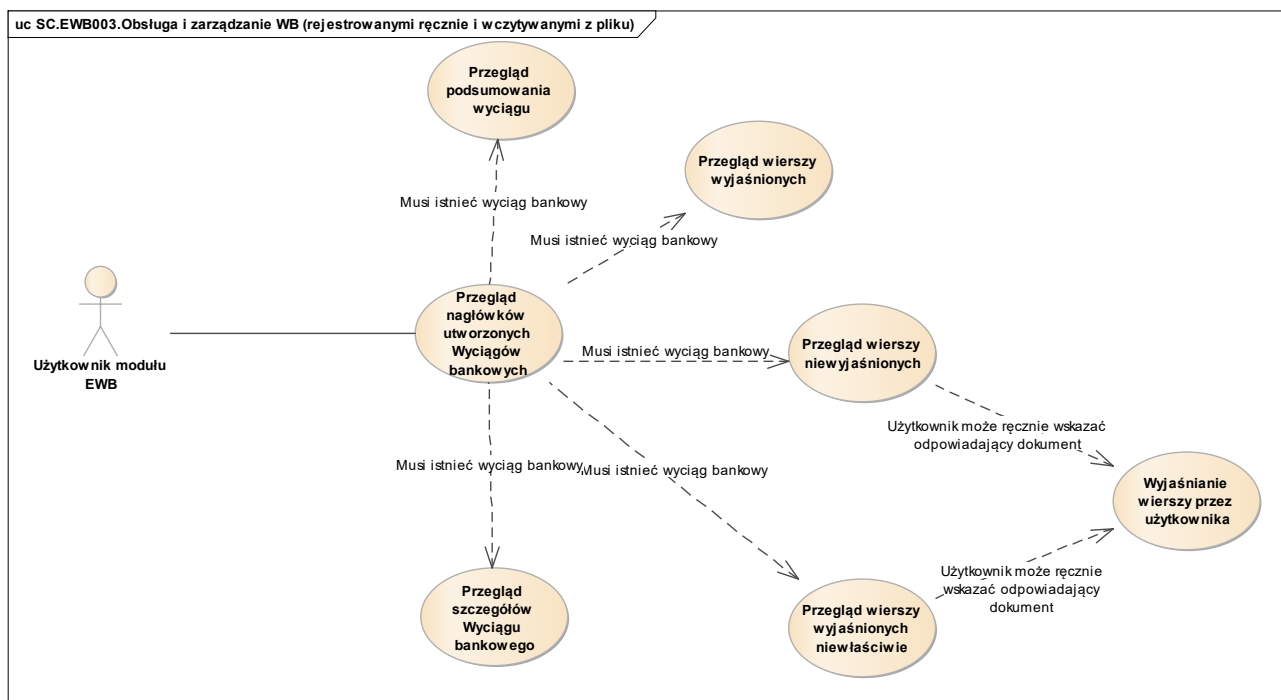 uc SC.EWB003.Obsługa i zarządzanie WB (rejestrowanymi ręcznie i wczytywanymi z pliku)
Przegląd
podsumowania
wyciągu
Przegląd wierszy
wyjaśnionych
Musi istnieć wyciąg bankowy
Musi istnieć wyciąg bankowy
Użytkownik modułu
EWB
Przegląd
nagłówków
utworzonych
Wyciągów
bankowych
Musi istnieć wyciąg bankowy
Przegląd wierszy
niewyjaśnionych
Użytkownik może ręcznie wskazać
odpowiadający dokument
Musi istnieć wyciąg bankowy
Musi istnieć wyciąg bankowy
Wyjaśnianie
wierszy przez
użytkownika
Użytkownik może ręcznie
wskazać odpowiadający
dokument
Przegląd
szczegółów
Wyciągu
bankowego
Przegląd wierszy
wyjaśnionych
niewłaściwie